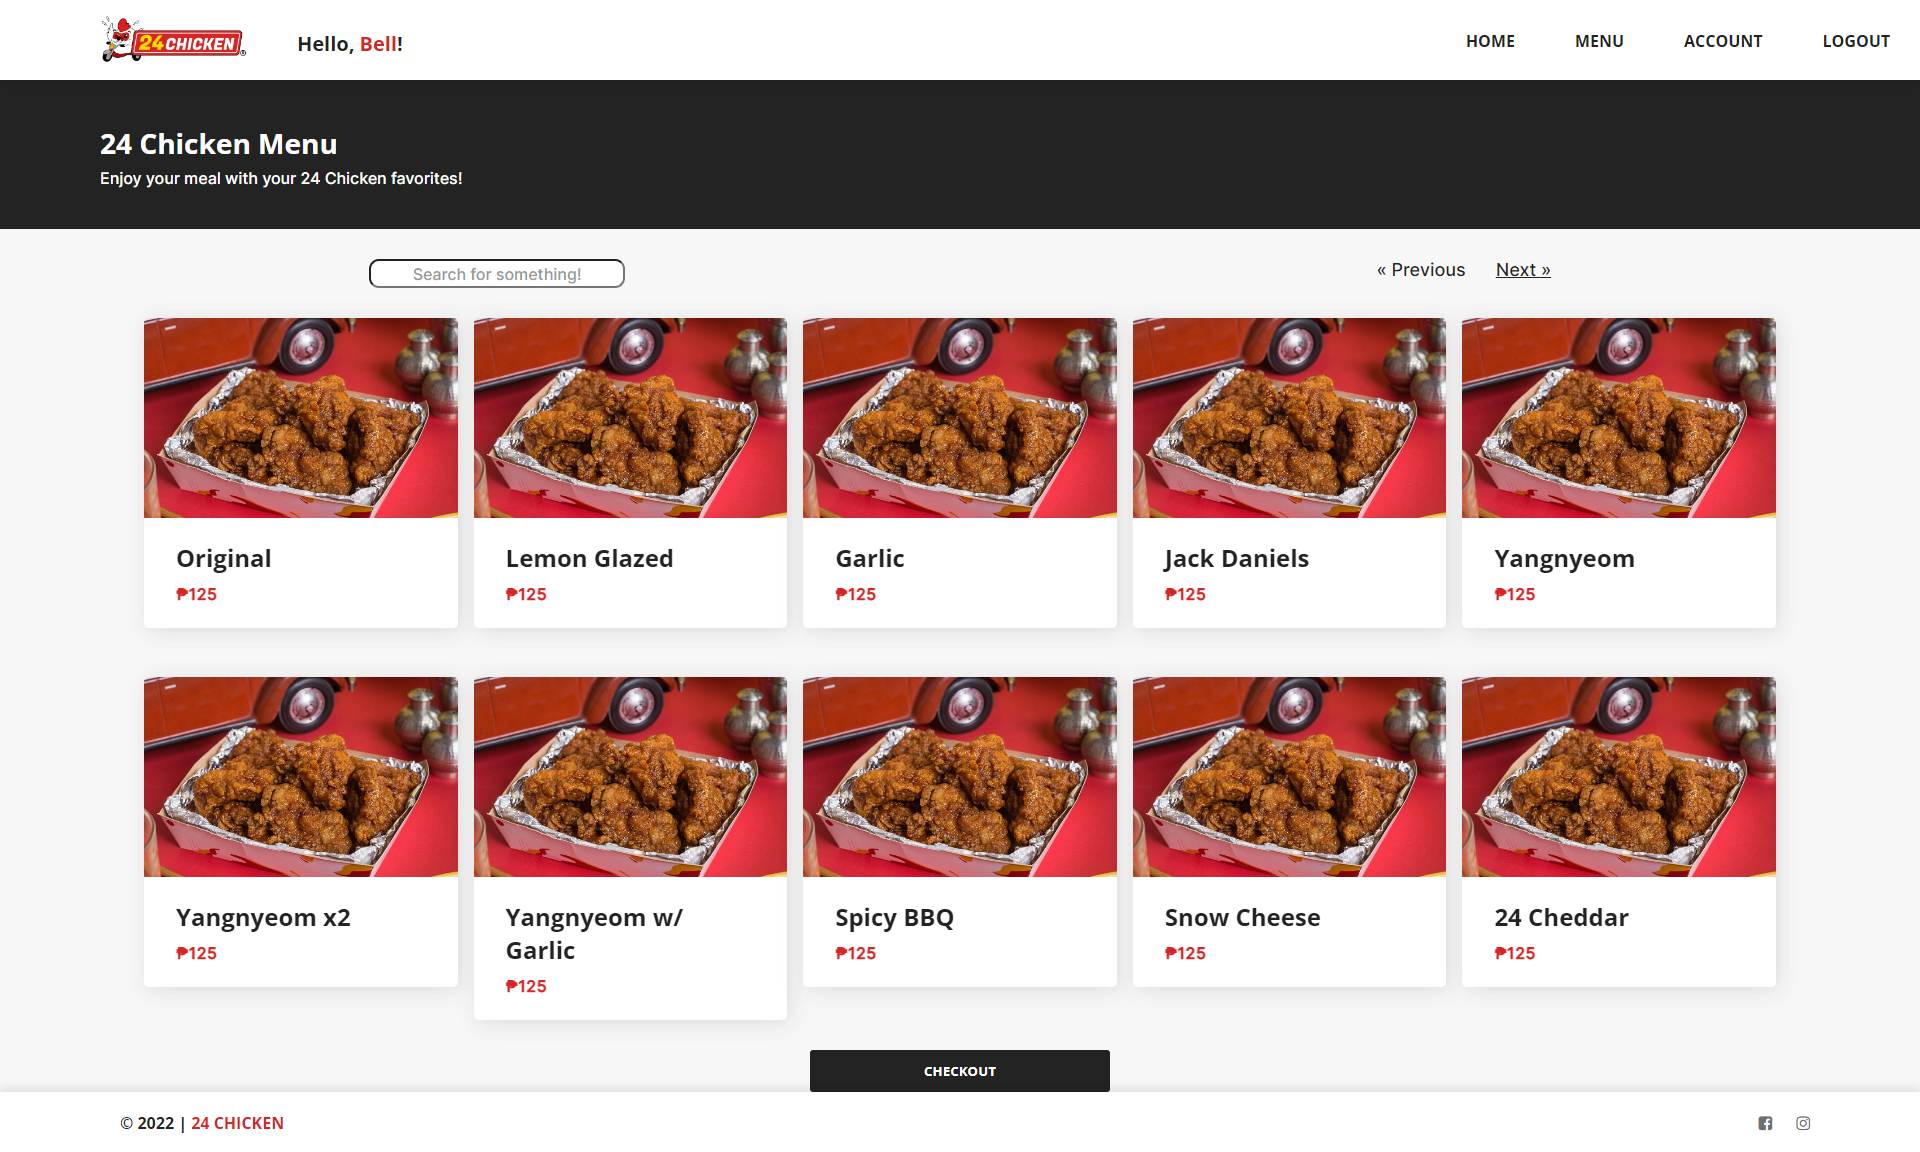 24 CHICKEN ®
Hello, Bell!
HOME MENU ACCOUNT LOGOUT
24 Chicken Menu
Enjoy your meal with your 24 Chicken favorites!
Search for something!
« Previous Next »
Original
₱125
Lemon Glazed
₱125
Garlic
₱125
Jack Daniels
₱125
Yangnyeom
₱125
Yangnyeom x2
₱125
Yangnyeom w/
Garlic
₱125
Spicy BBQ
₱125
Snow Cheese
₱125
24 Cheddar
₱125
CHECKOUT
© 2022 | 24 CHICKEN